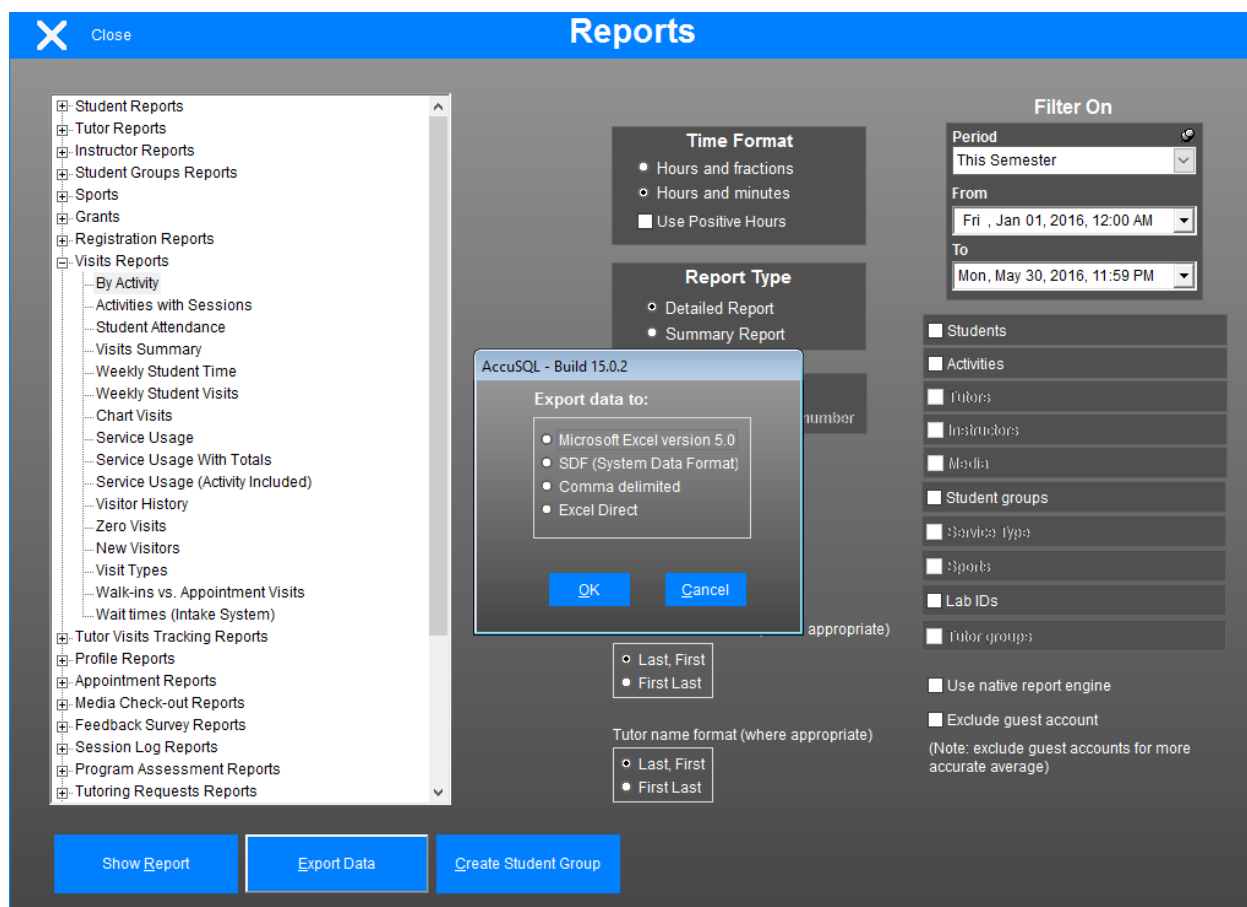 Close
Reports
Student Reports
Tutor Reports
Instructor Reports
Student Groups Reports
Sports
Grants
Registration Reports
Visits Reports
By Activity
Activities with Sessions
Student Attendance
Visits Summary
Weekly Student Time
Weekly Student Visits
Chart Visits
Service Usage
Service Usage With Totals
Service Usage (Activity Included)
Visitor History
Zero Visits
New Visitors
Visit Types
Walk-ins vs. Appointment Visits
Wait times (Intake System)
Tutor Visits Tracking Reports
Profile Reports
Appointment Reports
Media Check-out Reports
Feedback Survey Reports
Session Log Reports
Program Assessment Reports
Tutoring Requests Reports
Time Format
Hours and fractions
Hours and minutes
Use Positive Hours
Report Type
Detailed Report
Summary Report
number
AccuSQL - Build 15.0.2
Export data to:
Microsoft Excel version 5.0
SDF (System Data Format)
Comma delimited
Excel Direct
OK
Cancel
appropriate)
Last, First
First Last
Tutor name format (where appropriate)
Last, First
First Last
Filter On
Period
This Semester
From
Fri , Jan 01, 2016, 12:00 AM
To
Mon, May 30, 2016, 11:59 PM
Students
Activities
Tutors
Instructors
Media
Student groups
Service Type
Sports
Lab IDs
Tutor groups
Use native report engine
Exclude guest account
(Note: exclude guest accounts for more
accurate average)
Show Report
Export Data
Create Student Group